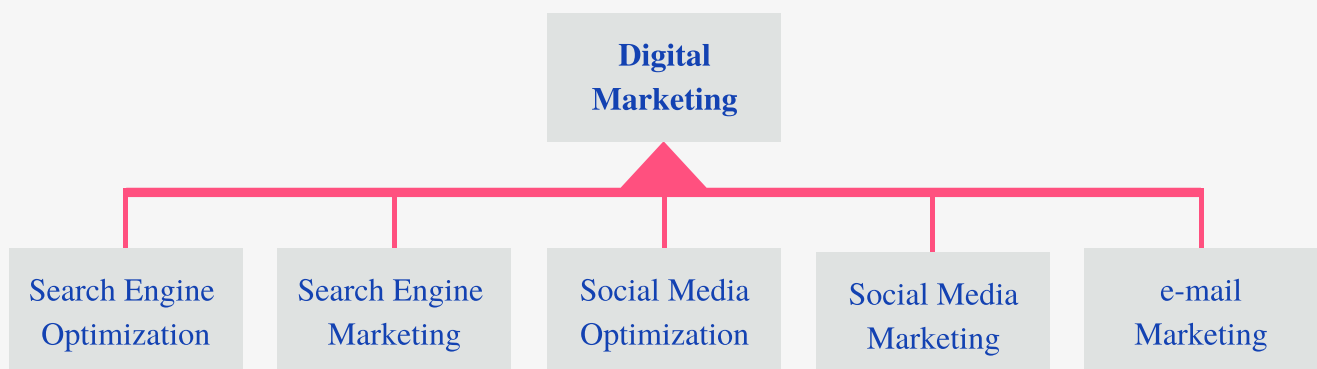 Digital
Marketing
Search Engine
Optimization
Search Engine
Marketing
Social Media
Optimization
Social Media
Marketing
e-mail
Marketing